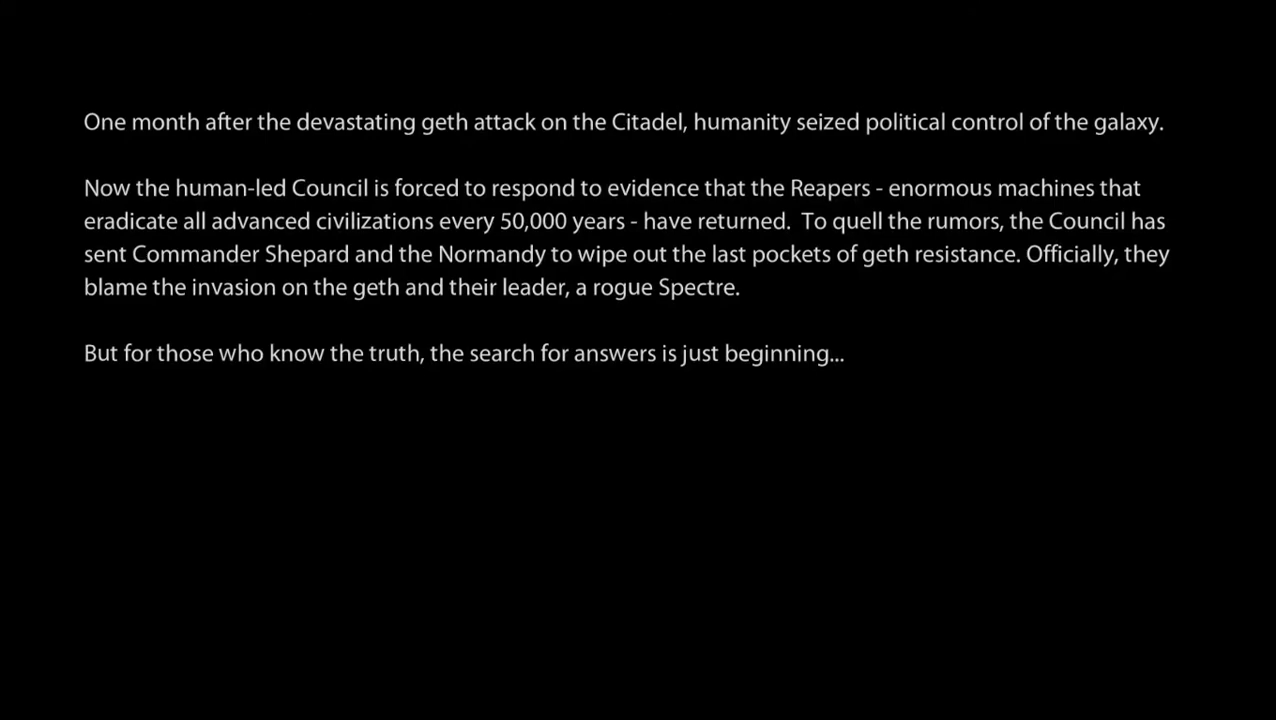 One month after the devastating geth attack on the Citadel, humanity seized political control of the galaxy.
Now the human-led Council is forced to respond to evidence that the Reapers - enormous machines that
eradicate all advanced civilizations every 50,000 years - have returned.  To quell the rumors, the Council has
sent Commander Shepard and the Normandy to wipe out the last pockets of geth resistance. Officially, they
blame the invasion on the geth and their leader, a rogue Spectre.
But for those who know the truth, the search for answers is just beginning...